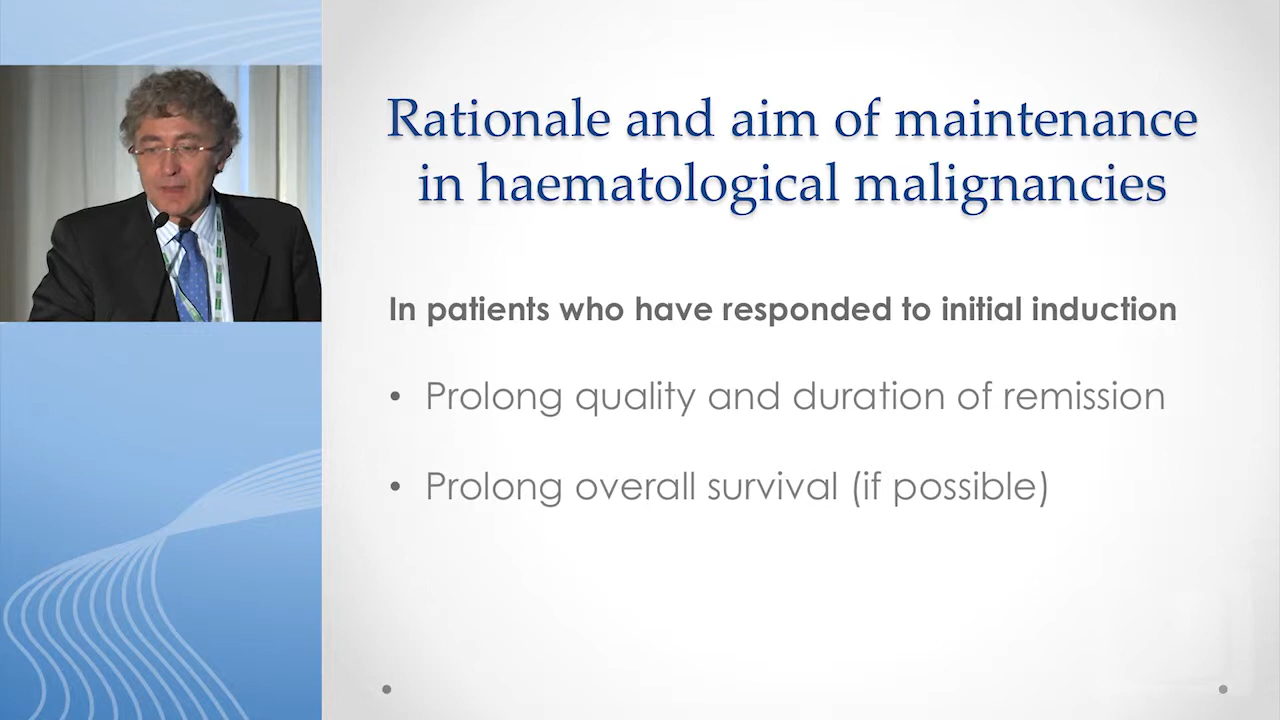 Rationale and aim of maintenance
in haematological malignancies
In patients who have responded to initial induction
• Prolong quality and duration of remission
• Prolong overall survival (if possible)